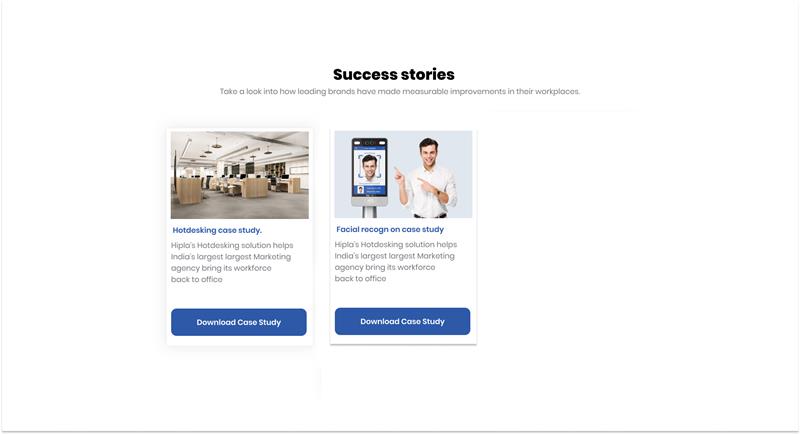 Success stories
Take a look into how leading brands have made measurable improvements in their workplaces.
Hotdesking case study.
Hipla's Hotdesking solution helps
India's largest largest Marketing
agency bring its workforce
back to office
Download Case Study
Facial recogn on case study
Hipla's Hotdesking solution helps
India's largest largest Marketing
agency bring its workforce
back to office
Download Case Study